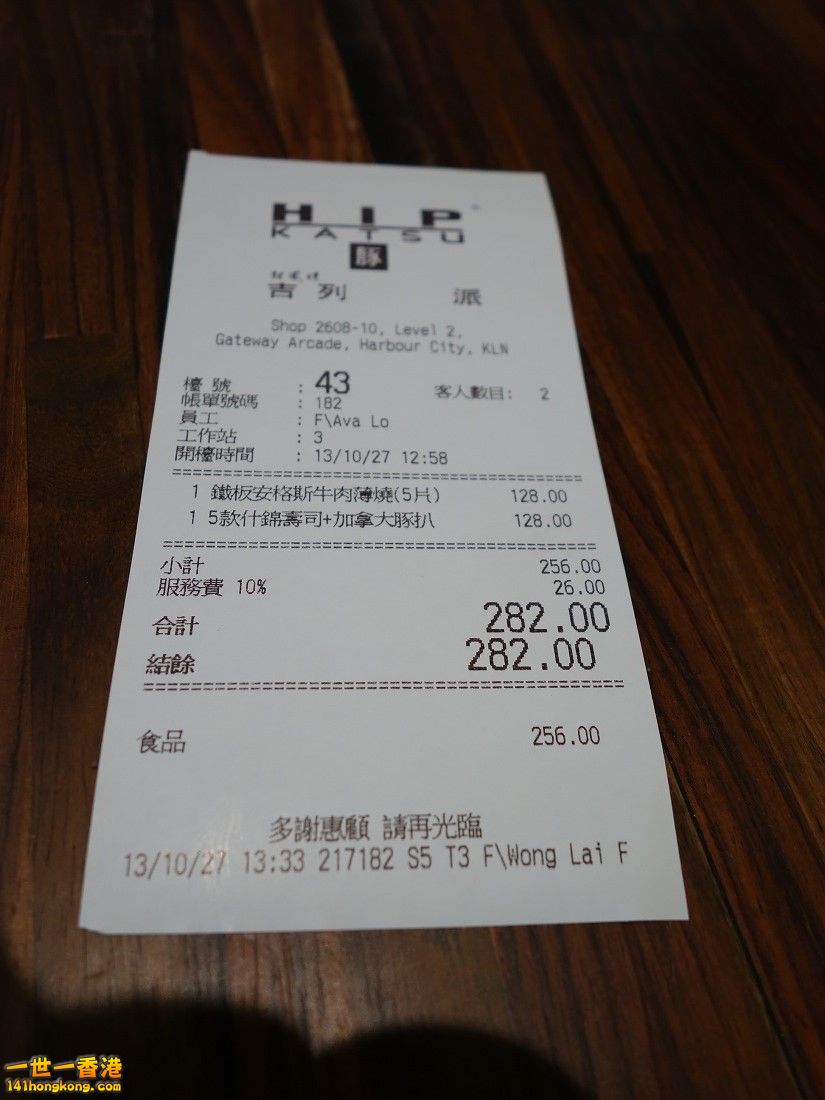 HIP
KATSU
豚
吉列 派
Shop 2608-10, Level 2,
Gateway Arcade, Harbour City, KLN
檯號 : 43 客人數目: 2
帳單號碼 : 182
員工 : F\Ava Lo
工作站 : 3
開檯時間 : 13/10/27 12:58
1 鐵板安格斯牛肉薄燒(5片) 128.00
1 5款什錦壽司+加拿大豚扒 128.00
小計 256.00
服務費 10% 26.00
合計 282.00
結餘 282.00
食品 256.00
多謝惠顧 請再光臨
13/10/27 13:33 217182 S5 T3 F\Wong Lai F
一世一香港
141hongkong.com